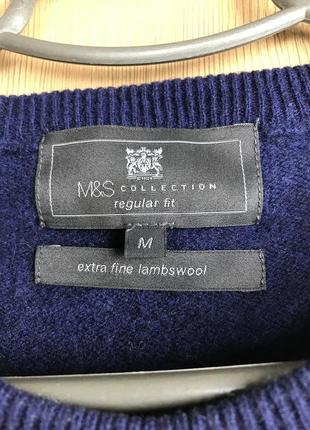 M&S COLLECTION
regular fit
M
extra fine lambswool